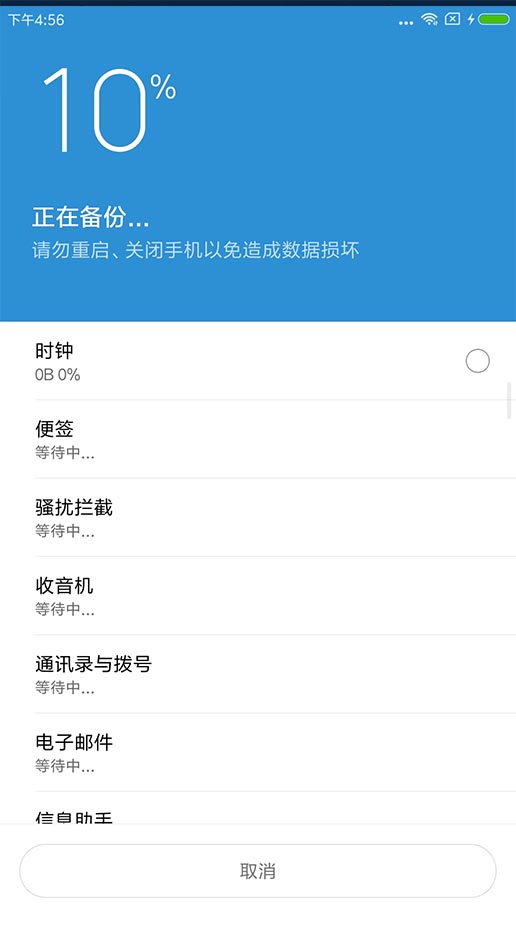 下午4:56
10%
正在备份...
请勿重启、关闭手机以免造成数据损坏
时钟
0B 0%
便签
等待中...
骚扰拦截
等待中...
收音机
等待中...
通讯录与拨号
等待中...
电子邮件
等待中...
信息助手
取消